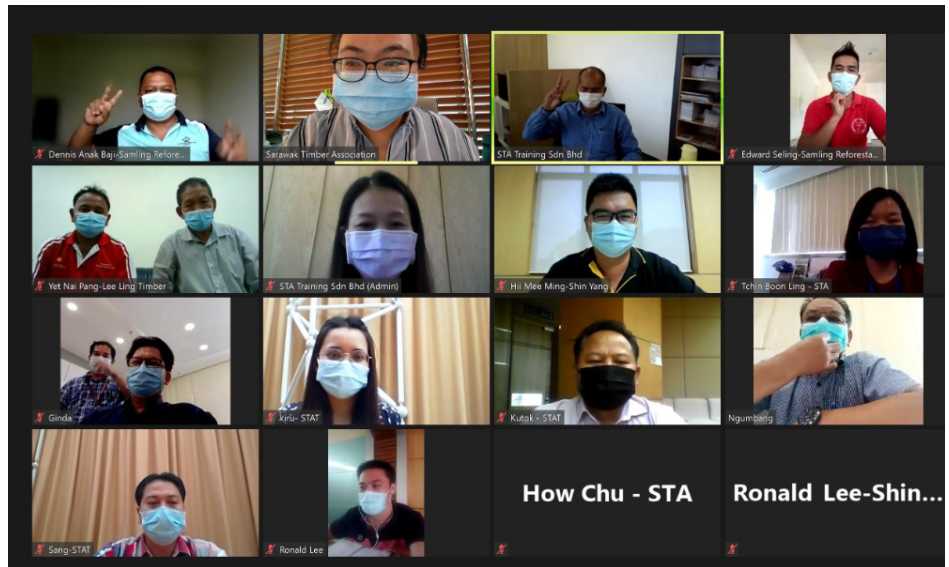 Dennis Anak Baji-Samling Refore...
Sarawak Timber Association
STA Training Sdn Bhd
Edward Seling-Samling Reforesta...
Yet Nai Pang-Lee Ling Timber
STA Training Sdn Bhd (Admin)
Hii Mee Ming-Shin Yang
Tchin Boon Ling - STA
Ginda
kiru- STAT
Kutok - STAT
Ngumbang
Sang-STAT
Ronald Lee
How Chu - STA
Ronald Lee-Shin...